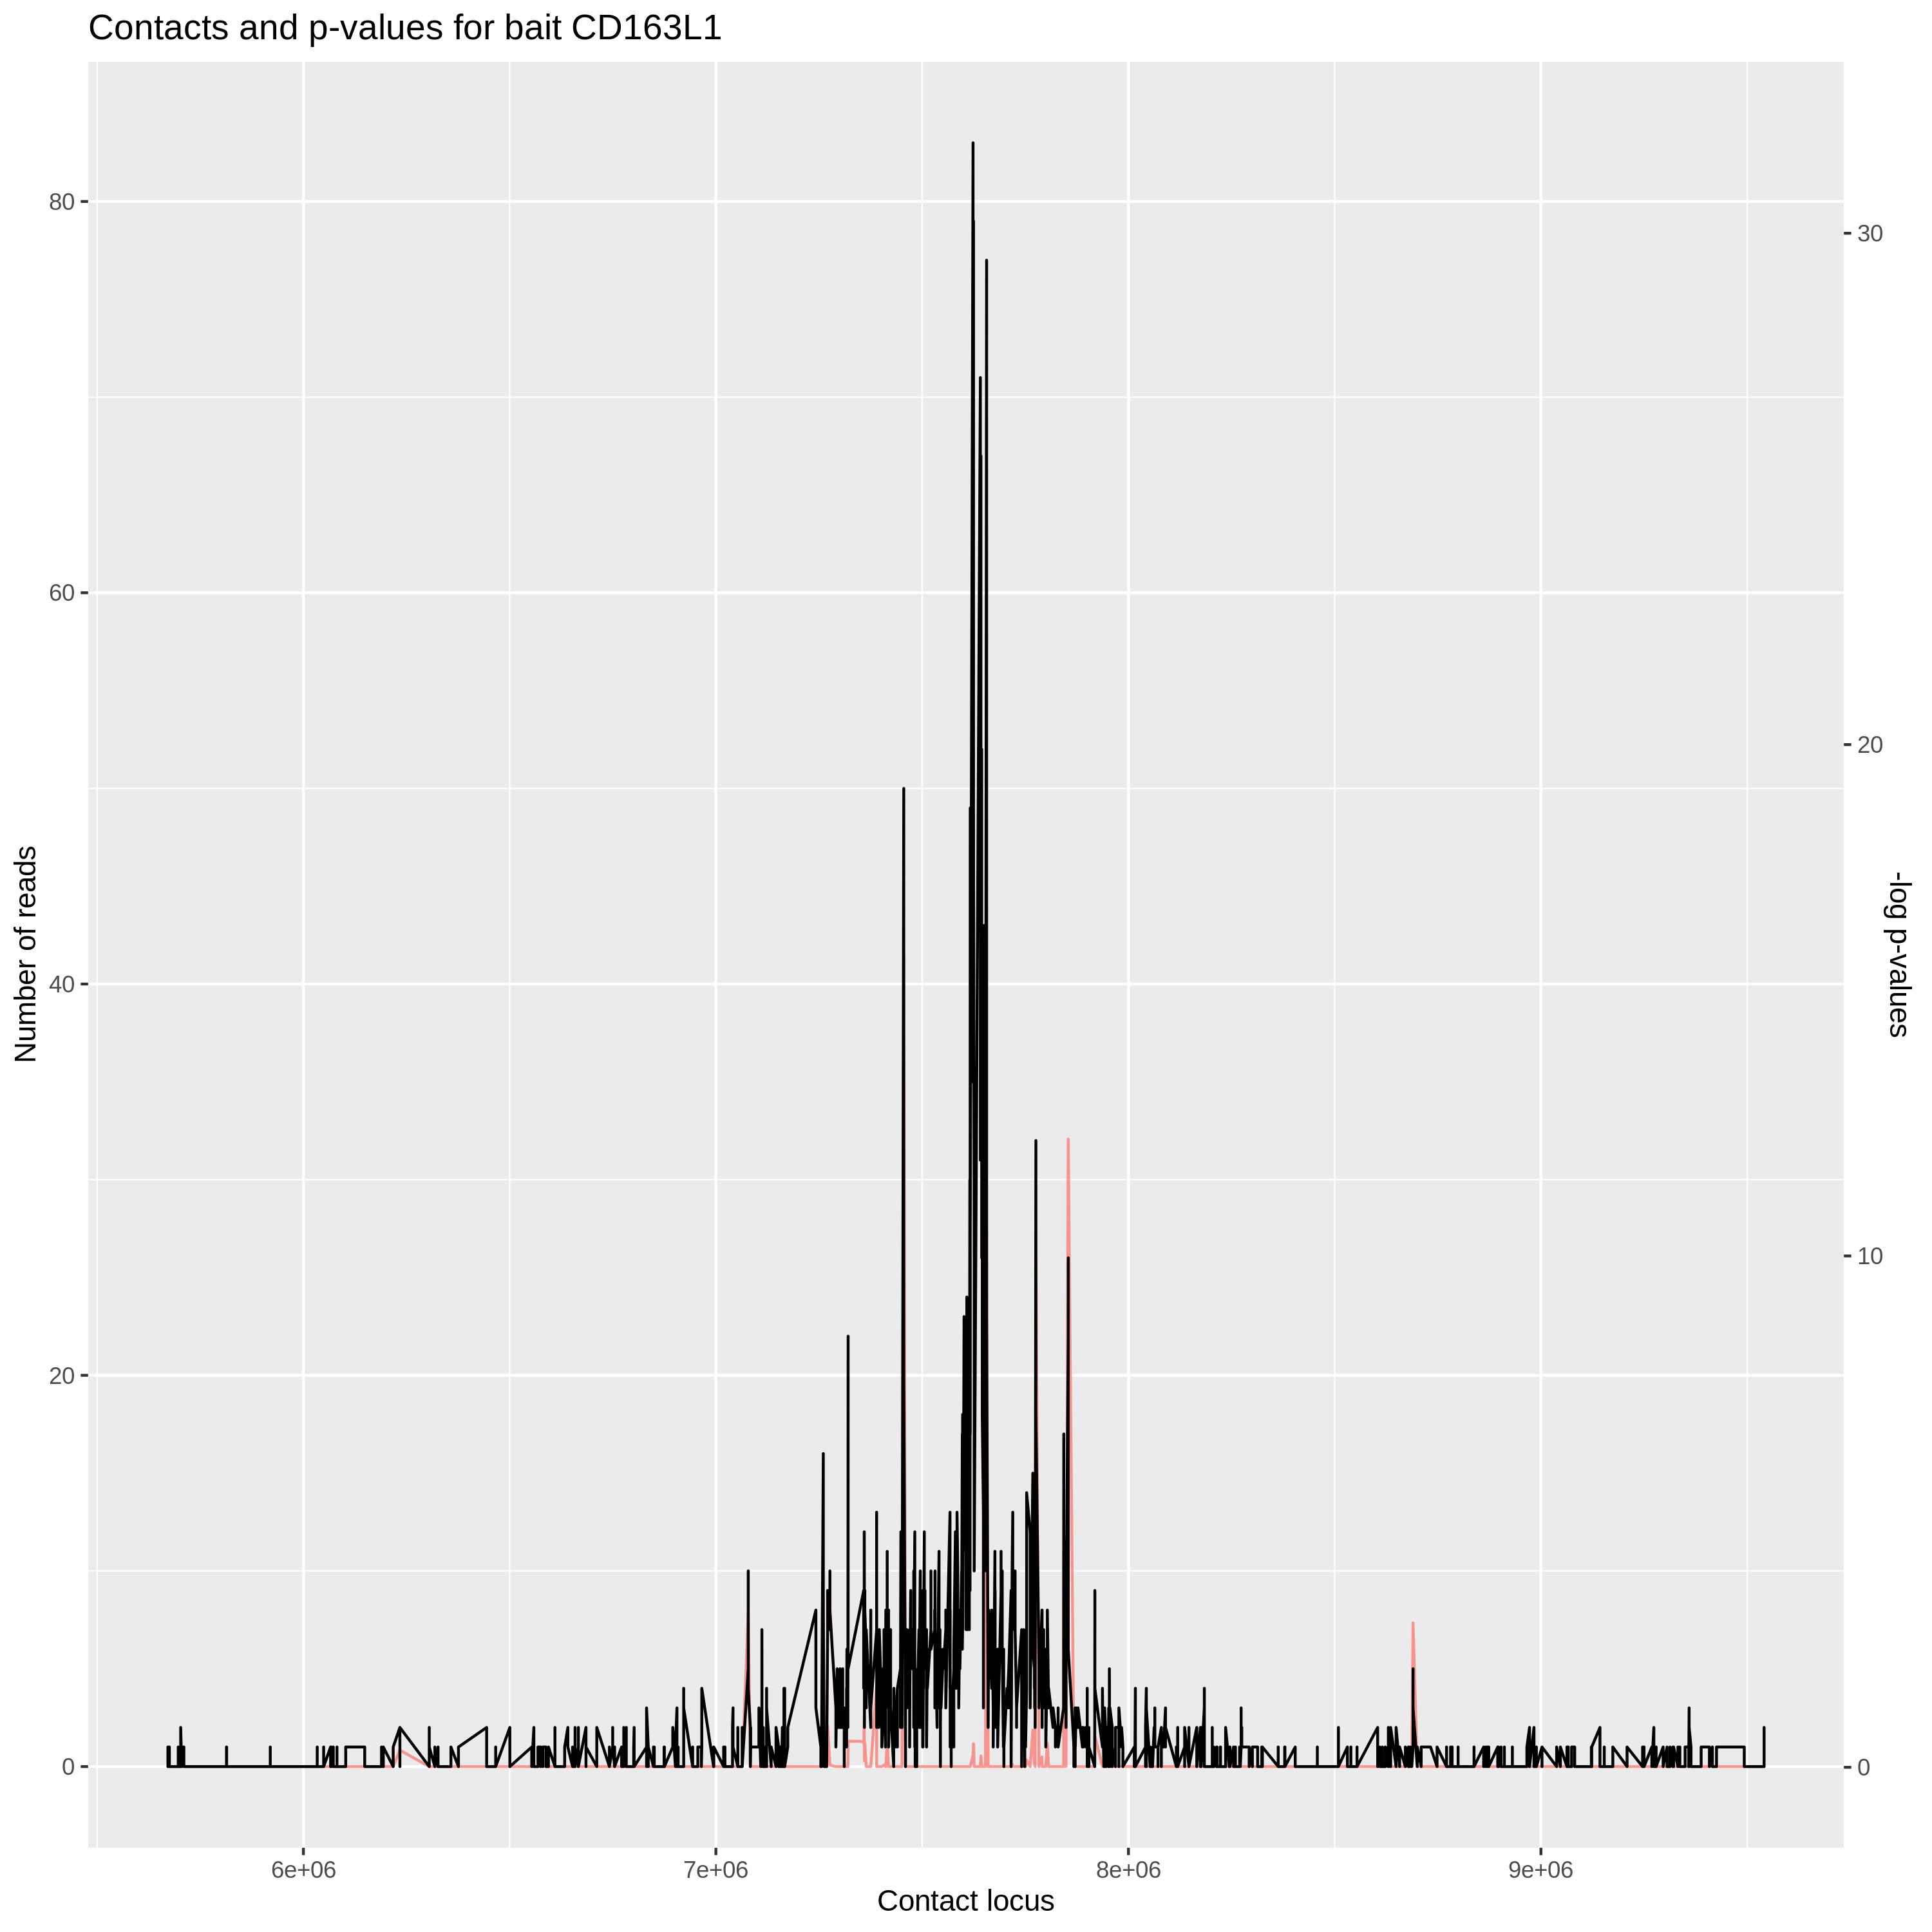 Contacts and p-values for bait CD163L1
80
60
40
20
0
30
20
10
0
Number of reads
-log p-values
6e+06 7e+06 8e+06 9e+06
Contact locus